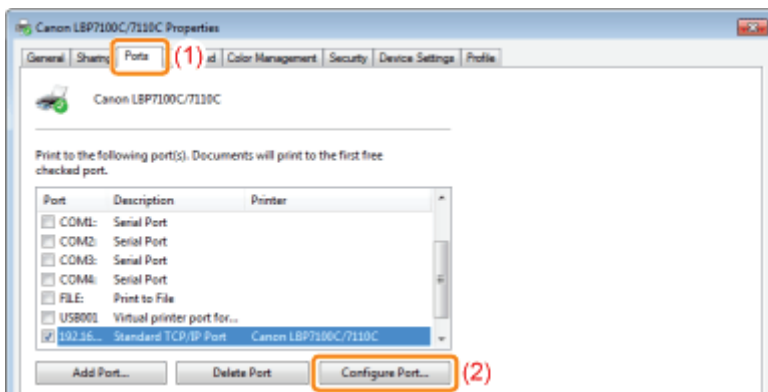 Canon LBP7100C/7110C Properties
General Sharing Ports (1) d Color Management Security Device Settings Profile
Canon LBP7100C/7110C
Print to the following port(s). Documents will print to the first free
checked port.
Port Description Printer
COM1: Serial Port
COM2: Serial Port
COM3: Serial Port
COM4: Serial Port
FILE: Print to File
USB001 Virtual printer port for...
192.16... Standard TCP/IP Port Canon LBP7100C/7110C
Add Port... Delete Port Configure Port... (2)